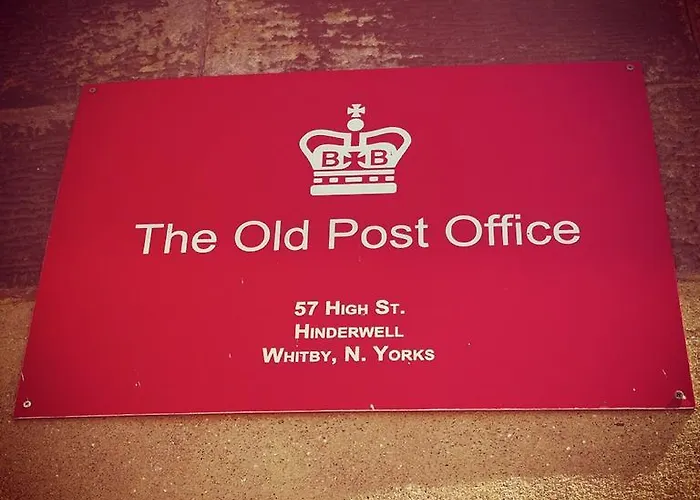 B B
The Old Post Office
57 High St.
Hinderwell
Whitby, N. Yorks